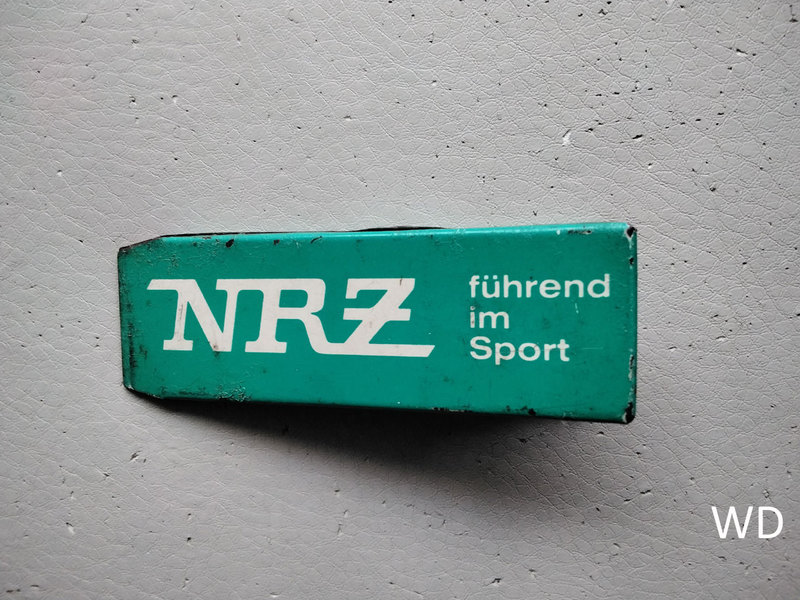 NRZ
führend
im
Sport
WD